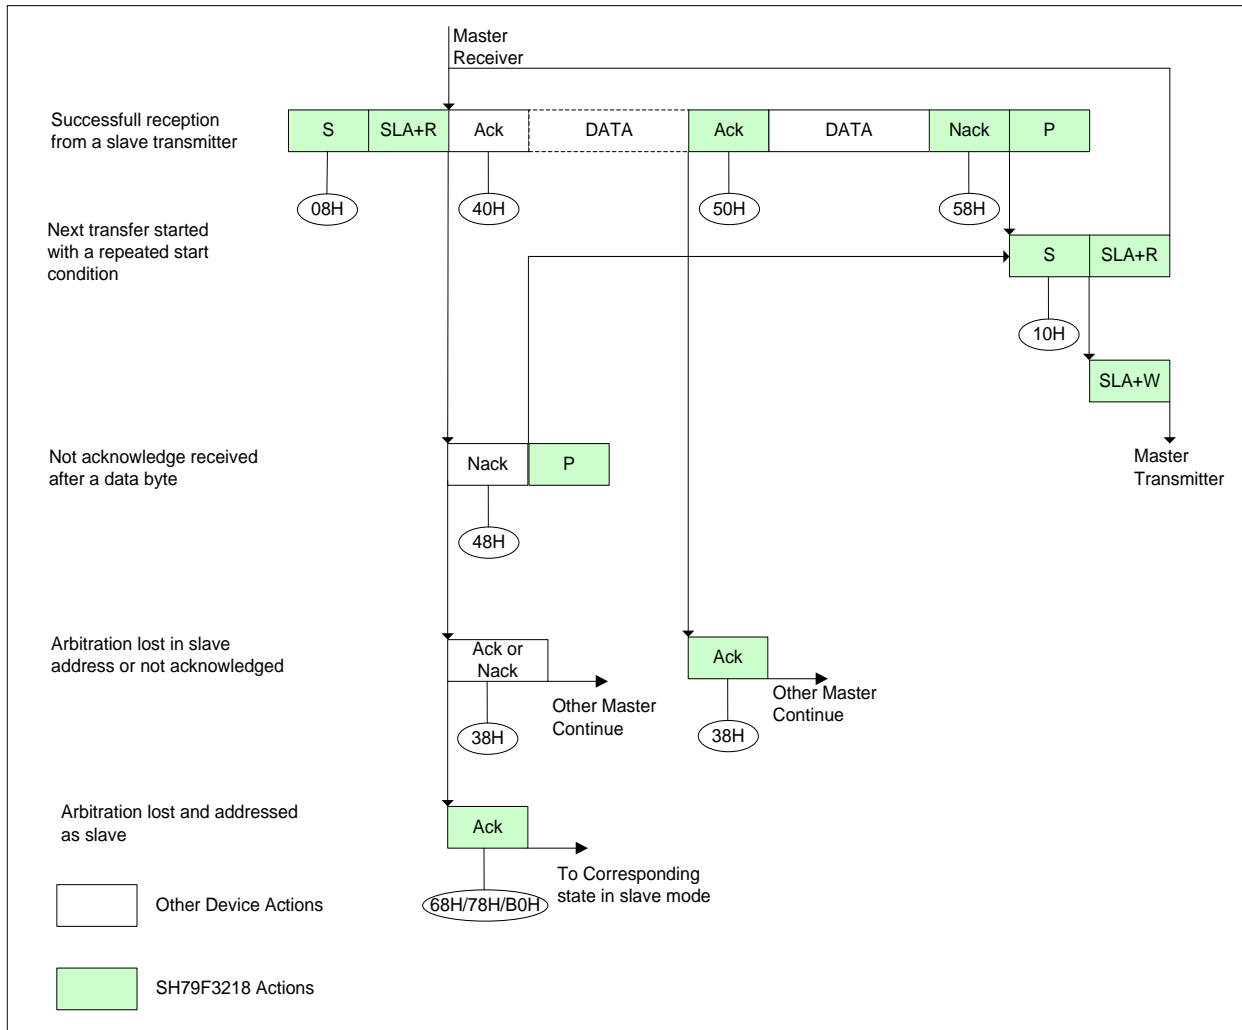 Master
Receiver
Successfull reception
from a slave transmitter
S
SLA+R
Ack
DATA
Ack
DATA
Nack
P
08H
40H
50H
58H
Next transfer started
with a repeated start
condition
S
SLA+R
10H
SLA+W
Master
Transmitter
Not acknowledge received
after a data byte
Nack
P
48H
Arbitration lost in slave
address or not acknowledged
Ack or
Nack
Other Master
Continue
38H
Ack
Other Master
Continue
38H
Arbitration lost and addressed
as slave
Ack
To Corresponding
state in slave mode
68H/78H/B0H
Other Device Actions
SH79F3218 Actions